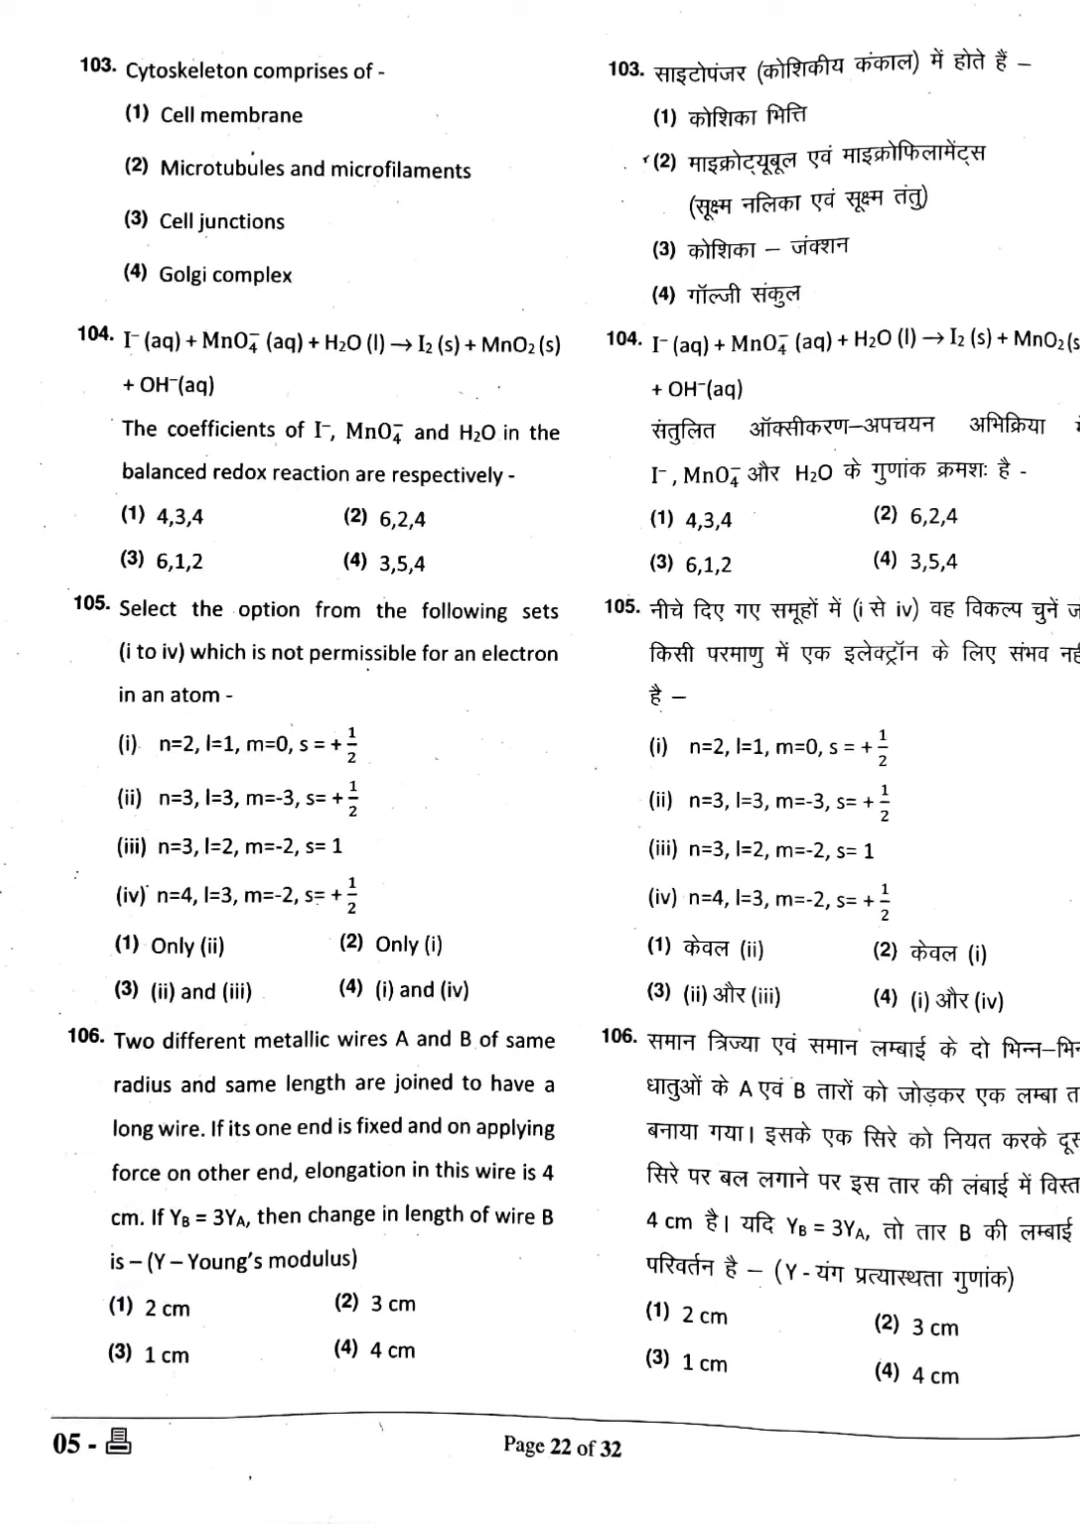 103. Cytoskeleton comprises of -
(1) Cell membrane
(2) Microtubules and microfilaments
(3) Cell junctions
(4) Golgi complex
104. I⁻ (aq) + MnO₄⁻ (aq) + H₂O (l) → I₂ (s) + MnO₂ (s)
+ OH⁻(aq)
The coefficients of I⁻, MnO₄⁻ and H₂O in the
balanced redox reaction are respectively -
(1) 4,3,4 (2) 6,2,4
(3) 6,1,2 (4) 3,5,4
105. Select the option from the following sets
(i to iv) which is not permissible for an electron
in an atom -
(i) n=2, l=1, m=0, s = + 1/2
(ii) n=3, l=3, m=-3, s= + 1/2
(iii) n=3, l=2, m=-2, s= 1
(iv) n=4, l=3, m=-2, s= + 1/2
(1) Only (ii) (2) Only (i)
(3) (ii) and (iii) (4) (i) and (iv)
106. Two different metallic wires A and B of same
radius and same length are joined to have a
long wire. If its one end is fixed and on applying
force on other end, elongation in this wire is 4
cm. If Y_B = 3Y_A, then change in length of wire B
is – (Y – Young's modulus)
(1) 2 cm (2) 3 cm
(3) 1 cm (4) 4 cm
103. साइटोपंजर (कोशिकीय कंकाल) में होते हैं –
(1) कोशिका भित्ति
(2) माइक्रोट्यूबूल एवं माइक्रोफिलामेंट्स
(सूक्ष्म नलिका एवं सूक्ष्म तंतु)
(3) कोशिका – जंक्शन
(4) गॉल्जी संकुल
104. I⁻ (aq) + MnO₄⁻ (aq) + H₂O (l) → I₂ (s) + MnO₂ (s
+ OH⁻(aq)
संतुलित ऑक्सीकरण–अपचयन अभिक्रिया
I⁻, MnO₄⁻ और H₂O के गुणांक क्रमशः है -
(1) 4,3,4 (2) 6,2,4
(3) 6,1,2 (4) 3,5,4
105. नीचे दिए गए समूहों में (i से iv) वह विकल्प चुनें
किसी परमाणु में एक इलेक्ट्रॉन के लिए संभव
है –
(i) n=2, l=1, m=0, s = + 1/2
(ii) n=3, l=3, m=-3, s= + 1/2
(iii) n=3, l=2, m=-2, s= 1
(iv) n=4, l=3, m=-2, s= + 1/2
(1) केवल (ii) (2) केवल (i)
(3) (ii) और (iii) (4) (i) और (iv)
106. समान त्रिज्या एवं समान लम्बाई के दो
धातुओं के A एवं B तारों को जोड़कर एक लम्बा
बनाया गया। इसके एक सिरे को नियत करके
सिरे पर बल लगाने पर इस तार की लंबाई में
4 cm है। यदि Y_B = 3Y_A, तो तार B की लम्बाई
परिवर्तन है – (Y - यंग प्रत्यास्थता गुणांक)
(1) 2 cm (2) 3 cm
(3) 1 cm (4) 4 cm
05 -
Page 22 of 32